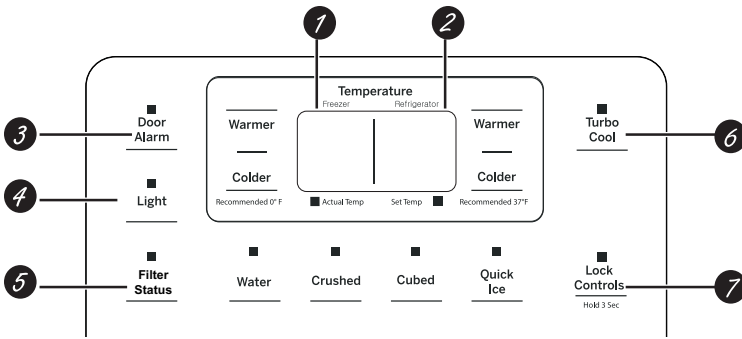 1
2
Temperature
Freezer
Refrigerator
3
Door
Alarm
Warmer
Warmer
Turbo
Cool
6
4
Light
Colder
Colder
Recommended 0° F
Actual Temp
Set Temp
Recommended 37°F
5
Filter
Status
Water
Crushed
Cubed
Quick
Ice
Lock
Controls
Hold 3 Sec
7